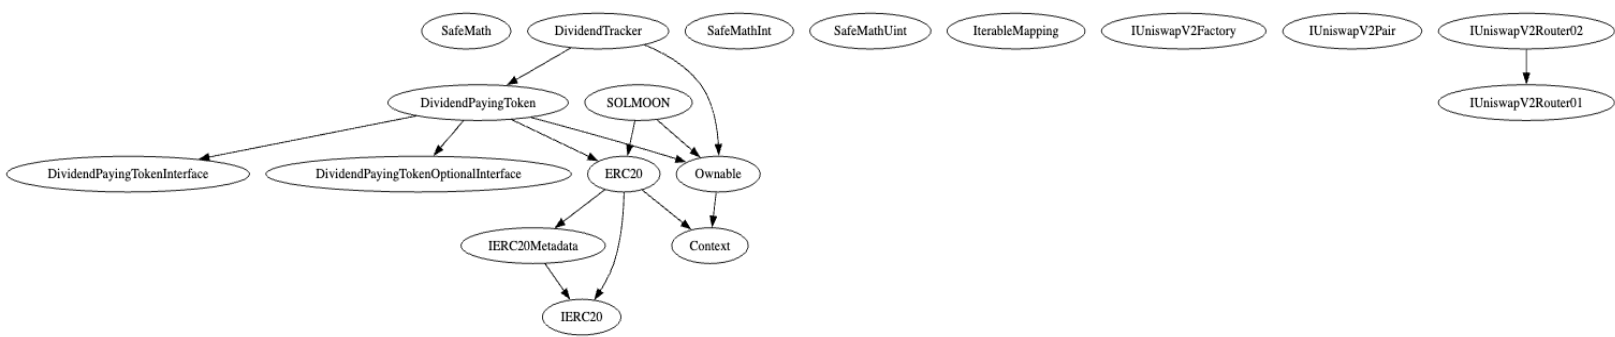 SafeMath
DividendTracker
SafeMathInt
SafeMathUint
IterableMapping
IUniswapV2Factory
IUniswapV2Pair
IUniswapV2Router02
DividendPayingToken
SOLMOON
IUniswapV2Router01
DividendPayingTokenInterface
DividendPayingTokenOptionalInterface
ERC20
Ownable
IERC20Metadata
Context
IERC20